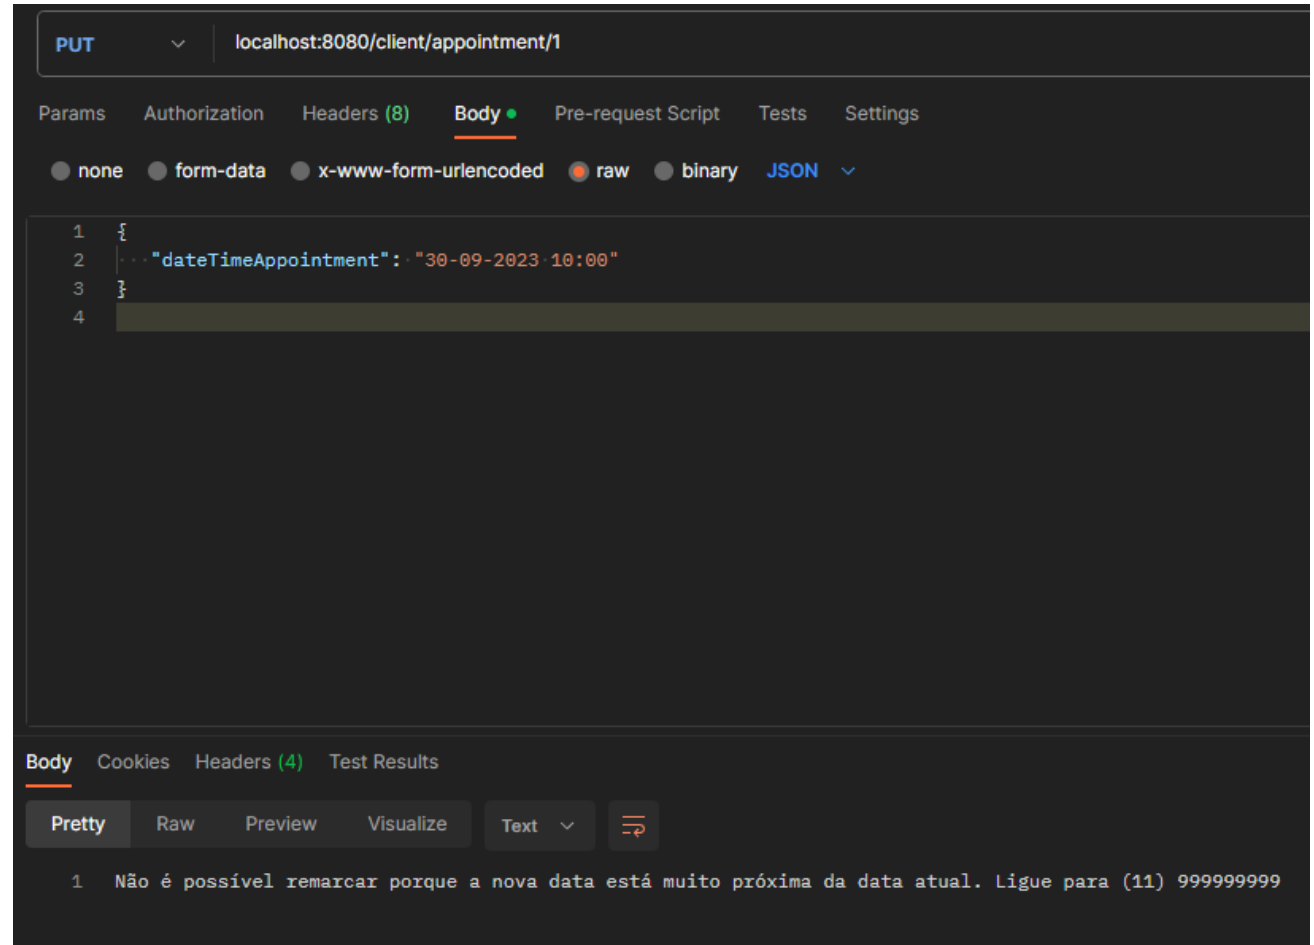 PUT localhost:8080/client/appointment/1
Params Authorization Headers (8) Body Pre-request Script Tests Settings
none form-data x-www-form-urlencoded raw binary JSON
1 {
2 "dateTimeAppointment": "30-09-2023 10:00"
3 }
4
Body Cookies Headers (4) Test Results
Pretty Raw Preview Visualize Text
1 Não é possível remarcar porque a nova data está muito próxima da data atual. Ligue para (11) 999999999